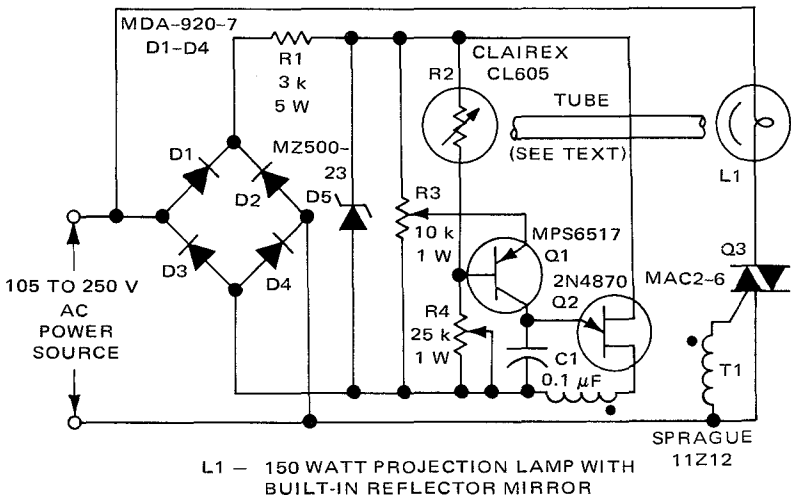 MDA-920-7
D1-D4
R1
3 k
5 W
CLAIREX
CL605
R2
TUBE
(SEE TEXT)
L1
D1
D2
D3
D4
MZ500-
23
D5
R3
10 k
1 W
MPS6517
Q1
2N4870
Q2
Q3
MAC2-6
105 TO 250 V
AC
POWER
SOURCE
R4
25 k
1 W
C1
0.1 µF
T1
SPRAGUE
11Z12
L1 – 150 WATT PROJECTION LAMP WITH
BUILT-IN REFLECTOR MIRROR